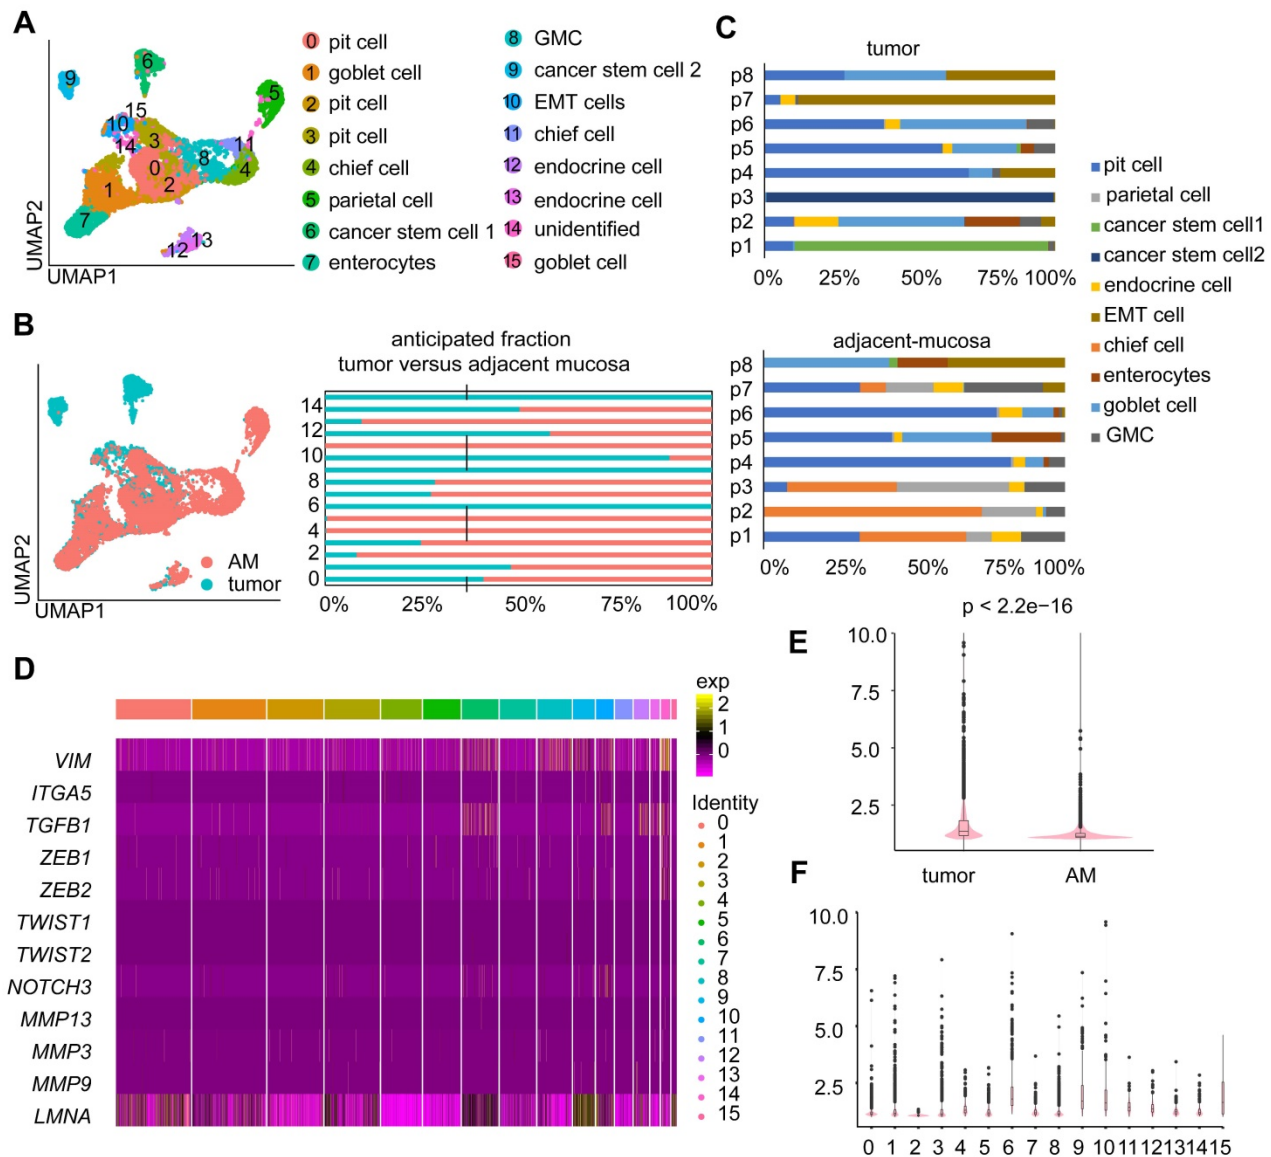 A
UMAP2
UMAP1
9
6
5
15
10
3
14
11
8
0
4
2
1
7
12
13
0 pit cell
1 goblet cell
2 pit cell
3 pit cell
4 chief cell
5 parietal cell
6 cancer stem cell 1
7 enterocytes
8 GMC
9 cancer stem cell 2
10 EMT cells
11 chief cell
12 endocrine cell
13 endocrine cell
14 unidentified
15 goblet cell
B
UMAP2
UMAP1
AM
tumor
anticipated fraction
tumor versus adjacent mucosa
14
12
10
8
6
4
2
0
0% 25% 50% 75% 100%
C
tumor
p8
p7
p6
p5
p4
p3
p2
p1
0% 25% 50% 75% 100%
adjacent-mucosa
p8
p7
p6
p5
p4
p3
p2
p1
0% 25% 50% 75% 100%
pit cell
parietal cell
cancer stem cell1
cancer stem cell2
endocrine cell
EMT cell
chief cell
enterocytes
goblet cell
GMC
D
VIM
ITGA5
TGFB1
ZEB1
ZEB2
TWIST1
TWIST2
NOTCH3
MMP13
MMP3
MMP9
LMNA
exp
2
1
0
Identity
0
1
2
3
4
5
6
7
8
9
10
11
12
13
14
15
E
p < 2.2e−16
10.0
7.5
5.0
2.5
tumor AM
F
10.0
7.5
5.0
2.5
0 1 2 3 4 5 6 7 8 9 10 11 12 13 14 15